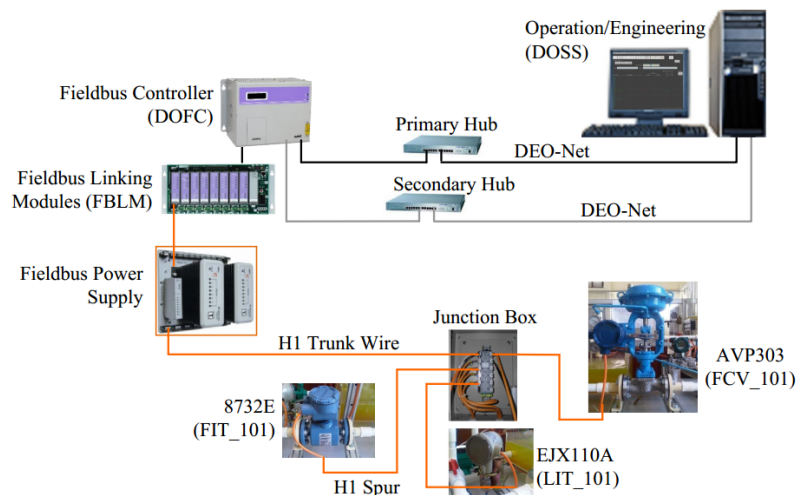 Operation/Engineering
(DOSS)
Fieldbus Controller
(DOFC)
Primary Hub
DEO-Net
Fieldbus Linking
Modules (FBLM)
Secondary Hub
DEO-Net
Fieldbus Power
Supply
Junction Box
H1 Trunk Wire
AVP303
(FCV_101)
8732E
(FIT_101)
EJX110A
(LIT_101)
H1 Spur